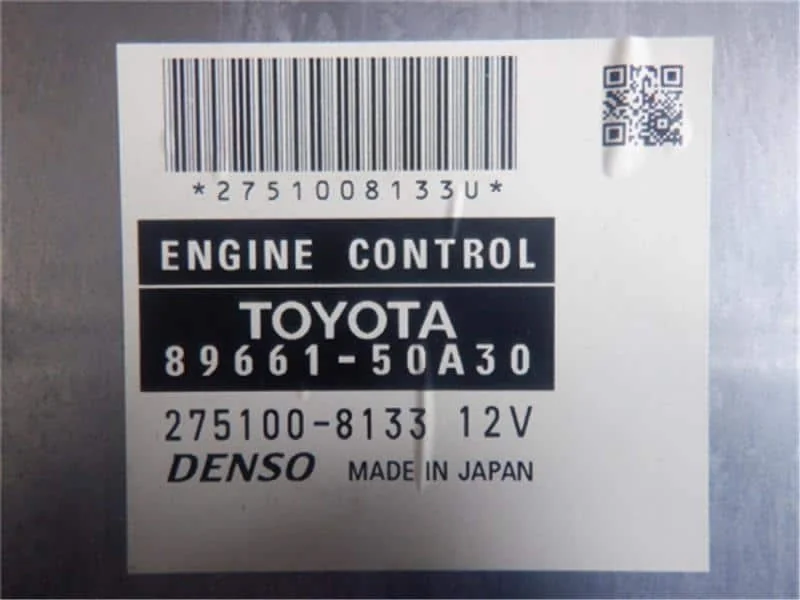 *2751008133U*
ENGINE CONTROL
TOYOTA
89661-50A30
275100-8133 12V
DENSO MADE IN JAPAN